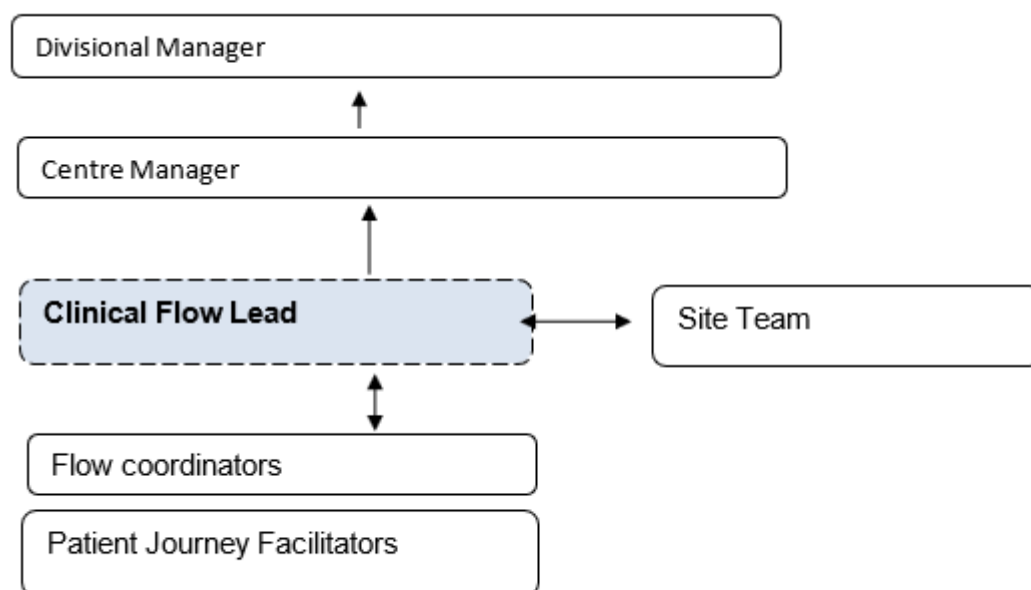 Divisional Manager
Centre Manager
Clinical Flow Lead
Site Team
Flow coordinators
Patient Journey Facilitators